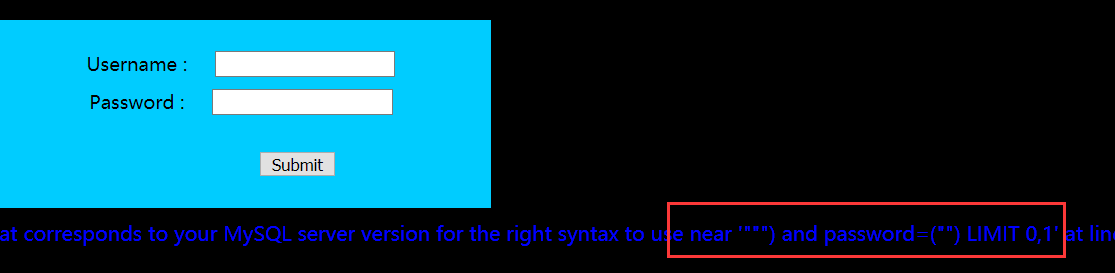 Username :
Password :
Submit
at corresponds to your MySQL server version for the right syntax to use near '""") and password=("") LIMIT 0,1' at line